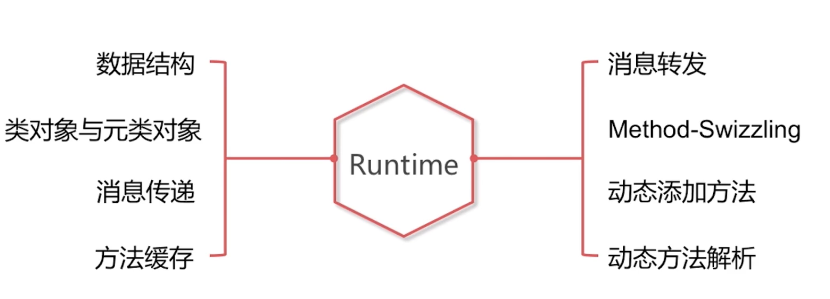 数据结构
类对象与元类对象
消息传递
方法缓存
Runtime
消息转发
Method-Swizzling
动态添加方法
动态方法解析